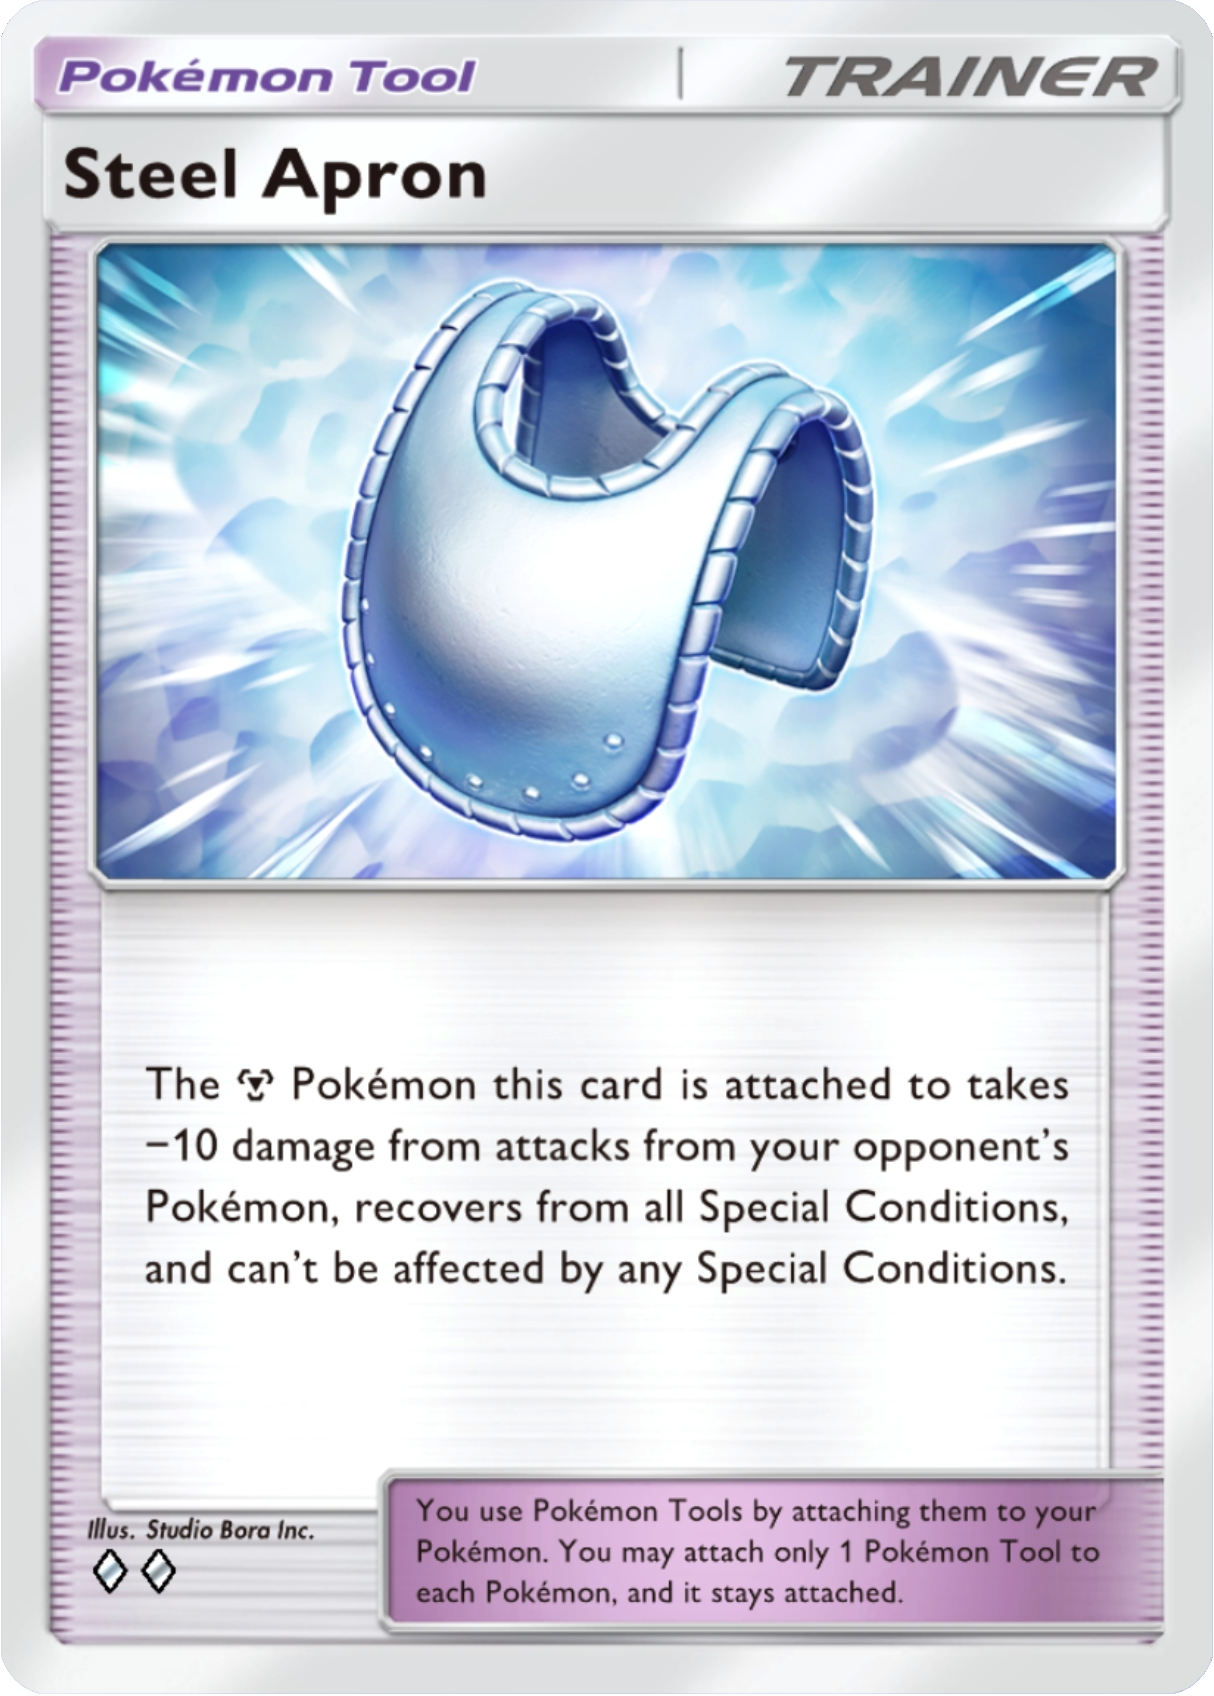 Pokémon Tool
TRAINER
Steel Apron
The Pokémon this card is attached to takes
−10 damage from attacks from your opponent's
Pokémon, recovers from all Special Conditions,
and can't be affected by any Special Conditions.
Illus. Studio Bora Inc.
You use Pokémon Tools by attaching them to your
Pokémon. You may attach only 1 Pokémon Tool to
each Pokémon, and it stays attached.